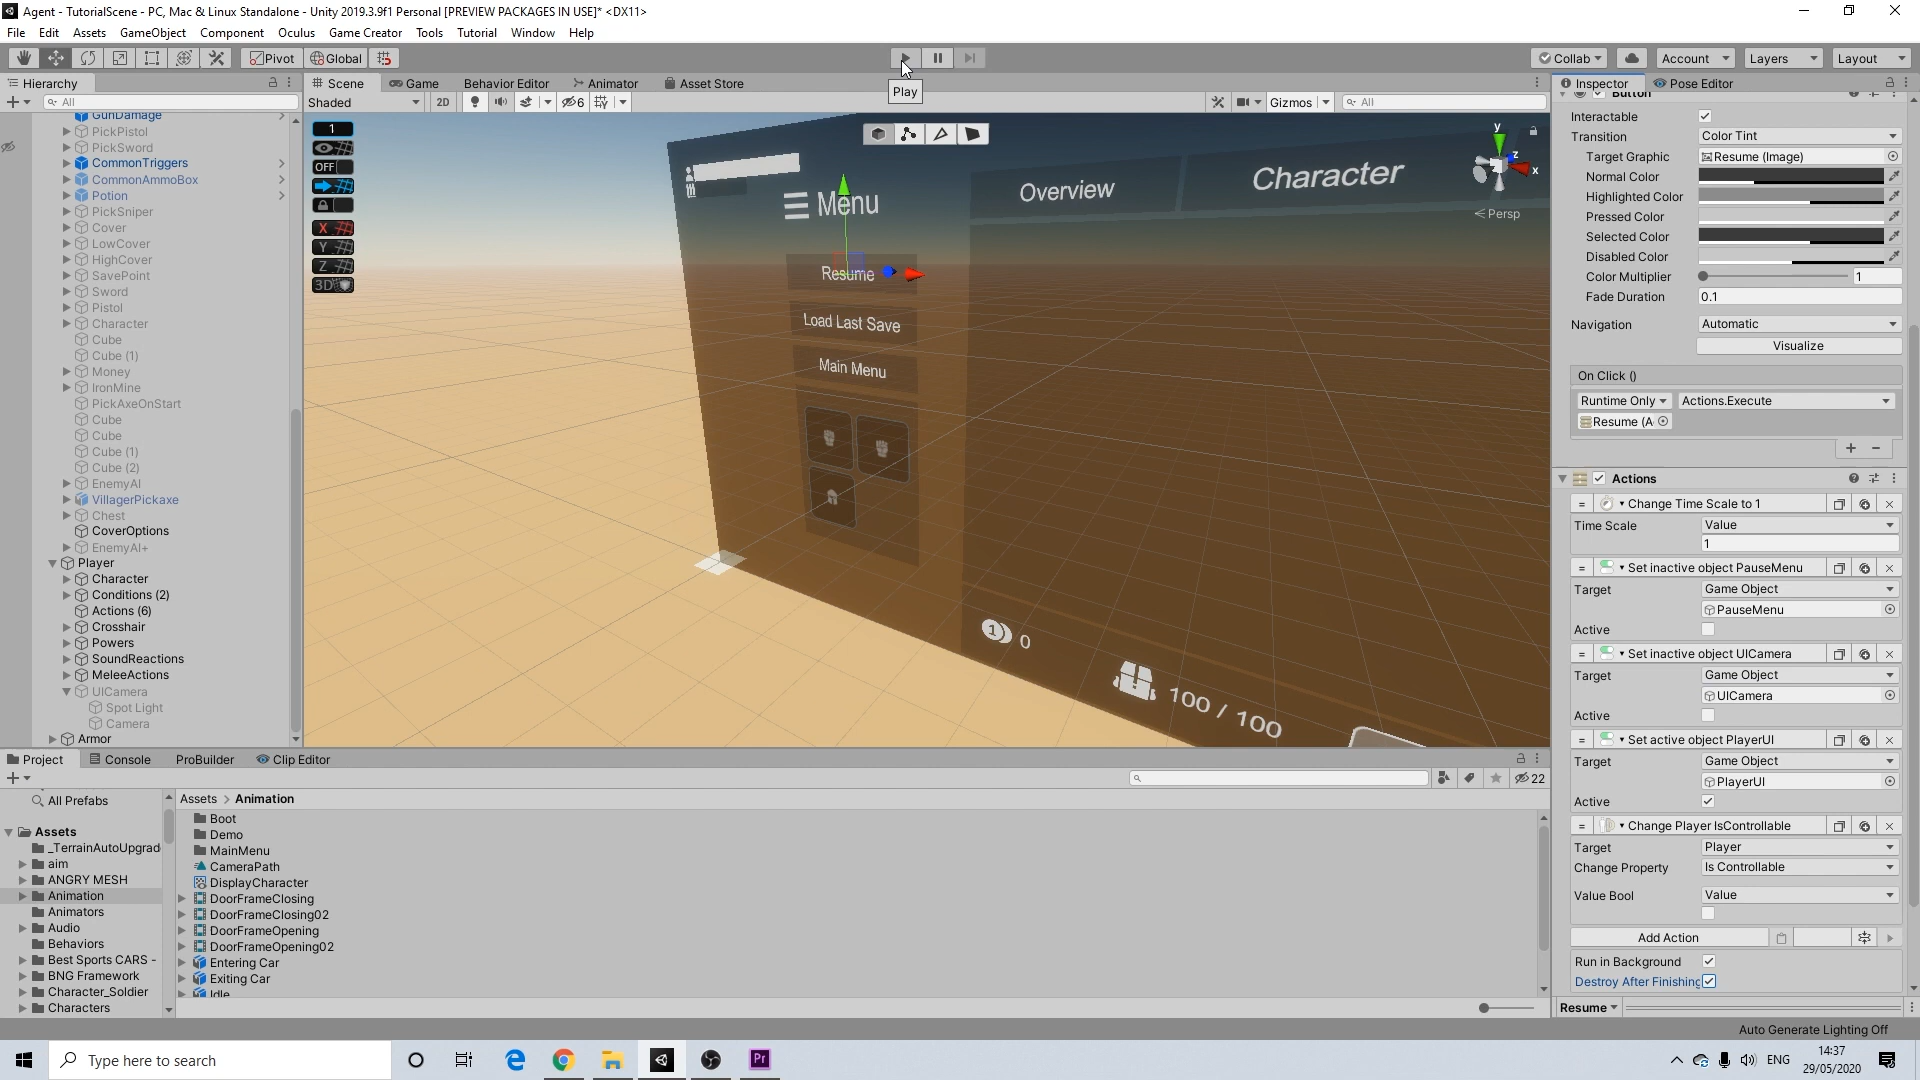 Agent - TutorialScene - PC, Mac & Linux Standalone - Unity 2019.3.9f1 Personal [PREVIEW PACKAGES IN USE]* <DX11>
File Edit Assets GameObject Component Oculus Game Creator Tools Tutorial Window Help
Pivot Global Collab Account Layers Layout
Play
Hierarchy
All
GunDamage
PickPistol
PickSword
CommonTriggers
CommonAmmoBox
Potion
PickSniper
Cover
LowCover
HighCover
SavePoint
Sword
Pistol
Character
Cube
Cube (1)
Money
IronMine
PickAxeOnStart
Cube
Cube
Cube (1)
Cube (2)
EnemyAI
VillagerPickaxe
Chest
CoverOptions
EnemyAI+
Player
Character
Conditions (2)
Actions (6)
Crosshair
Powers
SoundReactions
MeleeActions
UICamera
Spot Light
Camera
Armor
Scene Game Behavior Editor Animator Asset Store
Shaded 2D 6 Gizmos All
1
OFF
X
Y
Z
3D
Menu
Resume
Load Last Save
Main Menu
Overview
Character
1 0
100 / 100
y
z
x
Persp
Inspector Pose Editor
Button
Interactable
Transition Color Tint
Target Graphic Resume (Image)
Normal Color
Highlighted Color
Pressed Color
Selected Color
Disabled Color
Color Multiplier 1
Fade Duration 0.1
Navigation Automatic
Visualize
On Click ()
Runtime Only Actions.Execute
Resume (A
Actions
Change Time Scale to 1
Time Scale Value
1
Set inactive object PauseMenu
Target Game Object
PauseMenu
Active
Set inactive object UICamera
Target Game Object
UICamera
Active
Set active object PlayerUI
Target Game Object
PlayerUI
Active
Change Player IsControllable
Target Player
Change Property Is Controllable
Value Bool Value
Add Action
Run in Background
Destroy After Finishing
Resume
Auto Generate Lighting Off
Project Console ProBuilder Clip Editor
22
All Prefabs
Assets
_TerrainAutoUpgrad
aim
ANGRY MESH
Animation
Animators
Audio
Behaviors
Best Sports CARS -
BNG Framework
Character_Soldier
Characters
Assets > Animation
Boot
Demo
MainMenu
CameraPath
DisplayCharacter
DoorFrameClosing
DoorFrameClosing02
DoorFrameOpening
DoorFrameOpening02
Entering Car
Exiting Car
Idle
Type here to search
Pr
ENG
14:37
29/05/2020